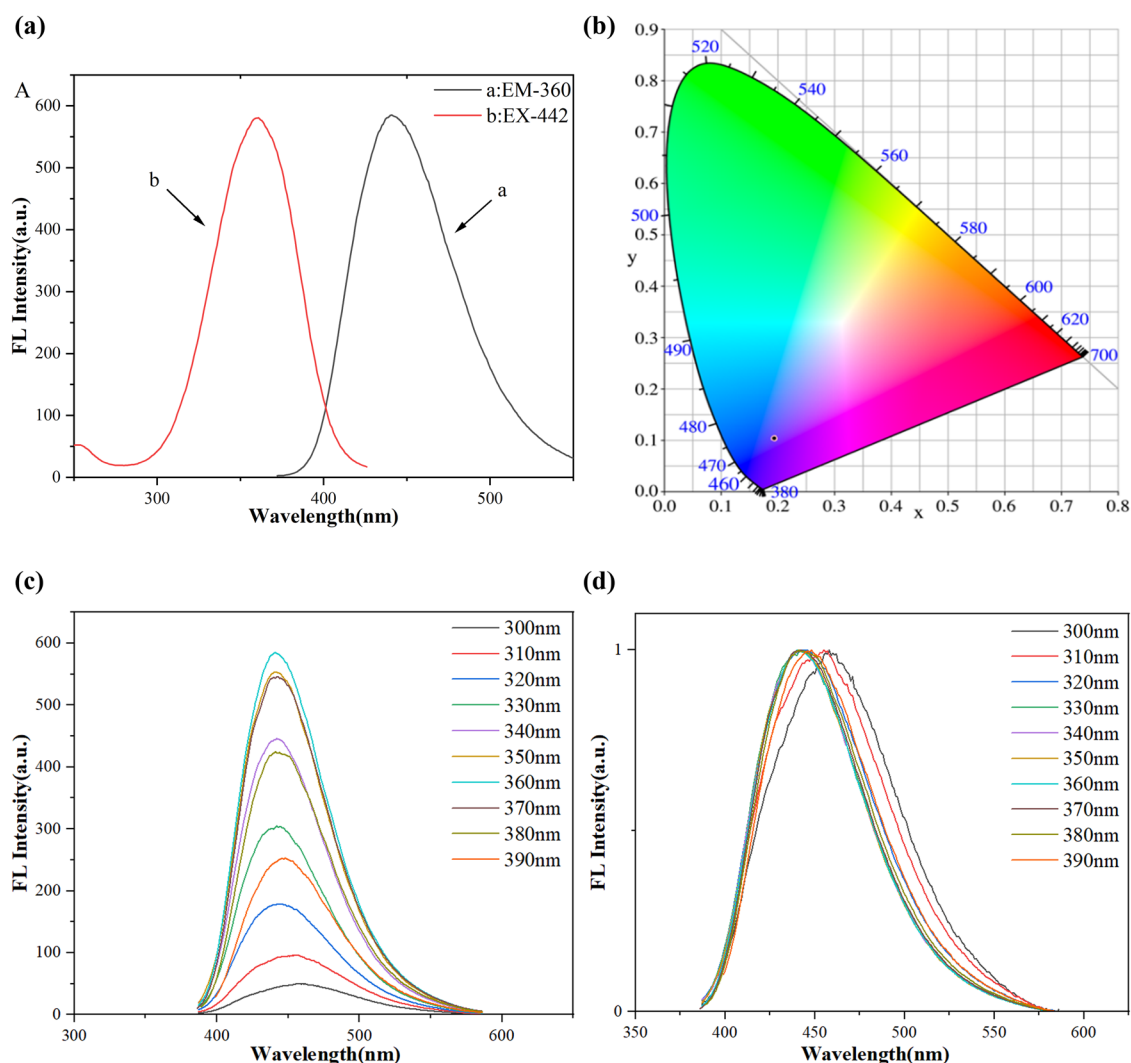 (a)
A
a:EM-360
b:EX-442
b
a
600
500
400
300
200
100
0
300 400 500
FL Intensity(a.u.)
Wavelength(nm)
(b)
0.9
0.8
0.7
0.6
0.5
0.4
0.3
0.2
0.1
0.0
y
520
540
560
580
600
620
700
500
490
480
470
460
380
0.0 0.1 0.2 0.3 0.4 0.5 0.6 0.7 0.8
x
(c)
600
500
400
300
200
100
0
300 400 500 600
FL Intensity(a.u.)
Wavelength(nm)
300nm
310nm
320nm
330nm
340nm
350nm
360nm
370nm
380nm
390nm
(d)
1
0
350 400 450 500 550 600
FL Intensity(a.u.)
Wavelength(nm)
300nm
310nm
320nm
330nm
340nm
350nm
360nm
370nm
380nm
390nm